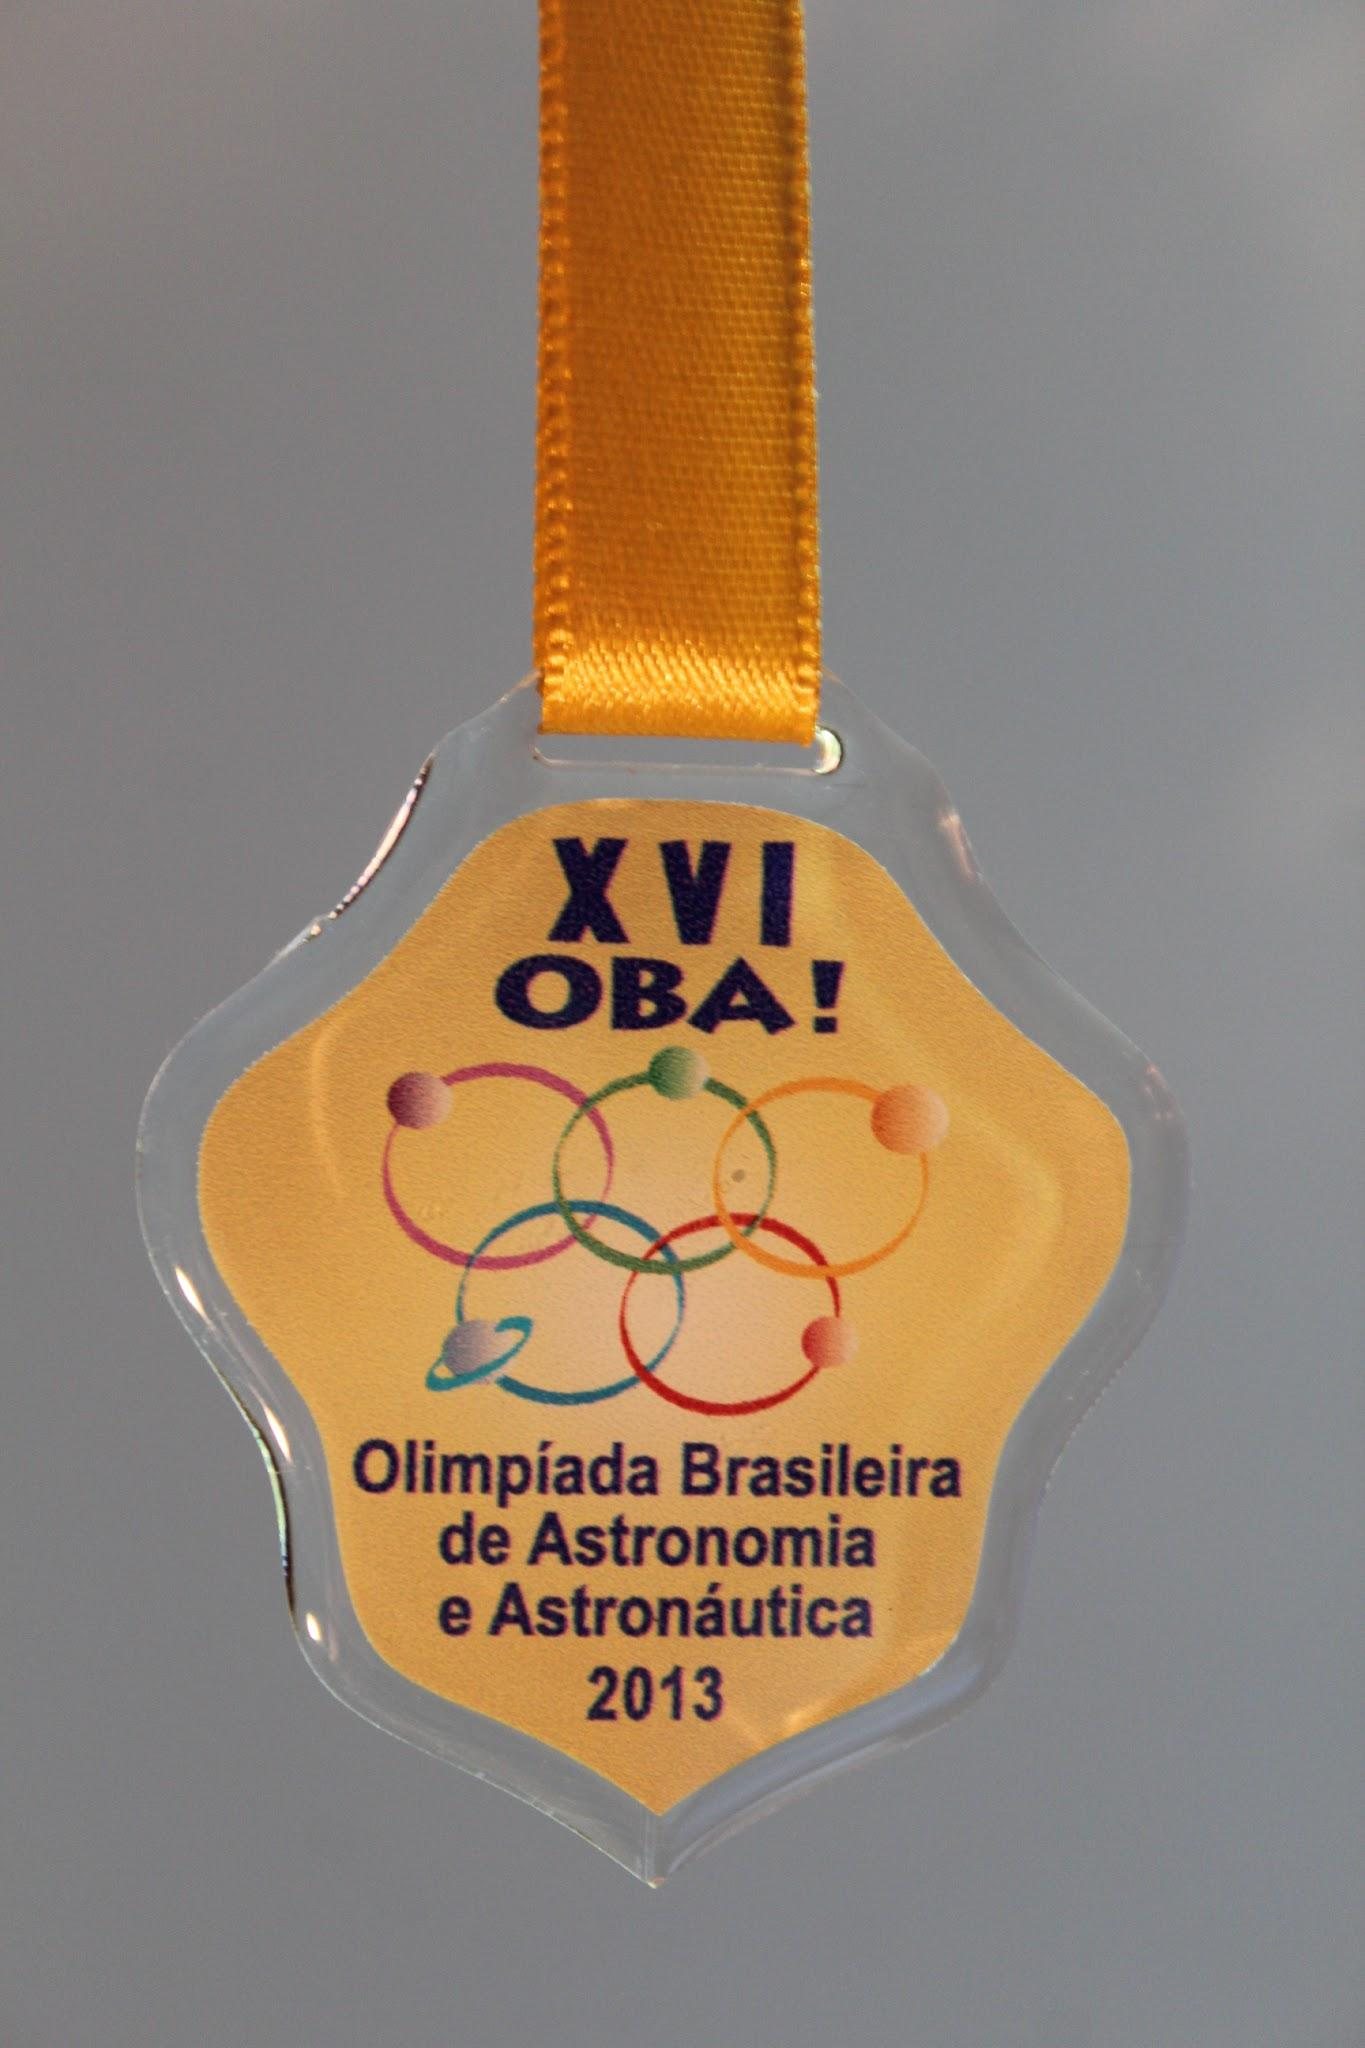 XVI
OBA!
Olimpíada Brasileira
de Astronomia
e Astronáutica
2013